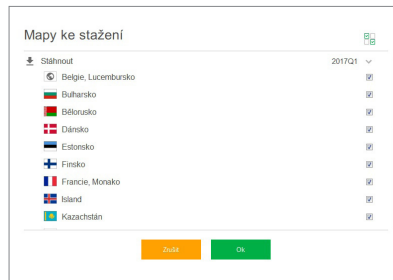 Mapy ke stažení
Stáhnout 2017Q1
Belgie, Lucembursko
Bulharsko
Bělorusko
Dánsko
Estonsko
Finsko
Francie, Monako
Island
Kazachstán
Zrušit Ok